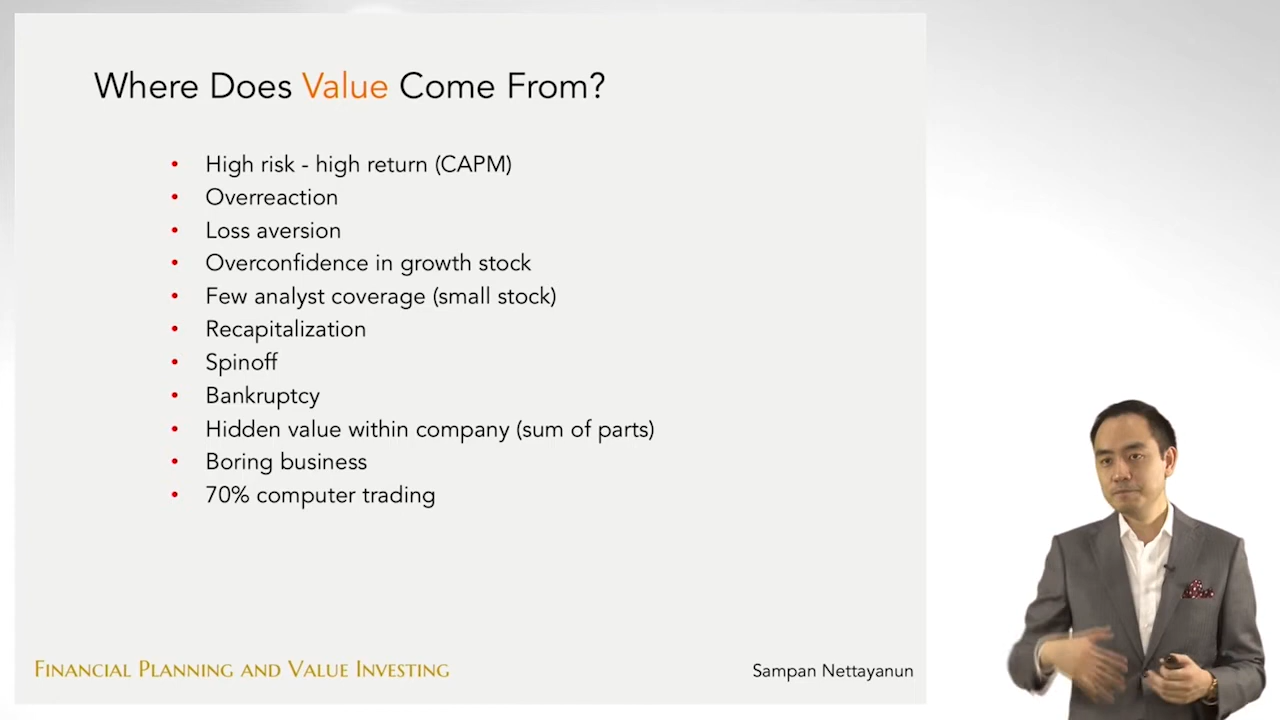 Where Does Value Come From?
• High risk - high return (CAPM)
• Overreaction
• Loss aversion
• Overconfidence in growth stock
• Few analyst coverage (small stock)
• Recapitalization
• Spinoff
• Bankruptcy
• Hidden value within company (sum of parts)
• Boring business
• 70% computer trading
Financial Planning and Value Investing
Sampan Nettayanun